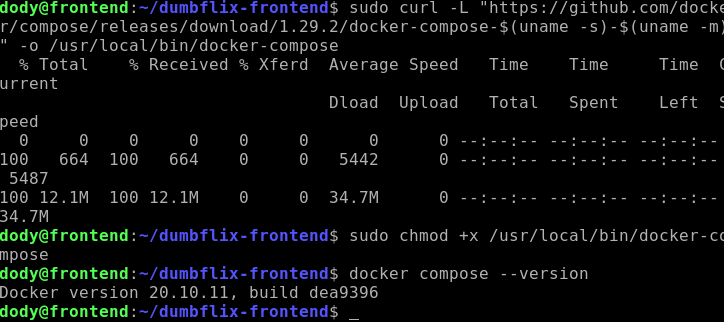 dody@frontend:~/dumbflix-frontend$ sudo curl -L "https://github.com/docke
r/compose/releases/download/1.29.2/docker-compose-$(uname -s)-$(uname -m)
" -o /usr/local/bin/docker-compose
% Total % Received % Xferd Average Speed Time Time Time C
urrent
Dload Upload Total Spent Left S
peed
0 0 0 0 0 0 0 0 --:--:-- --:--:-- --:--:--
100 664 100 664 0 0 5442 0 --:--:-- --:--:-- --:--:--
5487
100 12.1M 100 12.1M 0 0 34.7M 0 --:--:-- --:--:-- --:--:--
34.7M
dody@frontend:~/dumbflix-frontend$ sudo chmod +x /usr/local/bin/docker-co
mpose
dody@frontend:~/dumbflix-frontend$ docker compose --version
Docker version 20.10.11, build dea9396
dody@frontend:~/dumbflix-frontend$ _